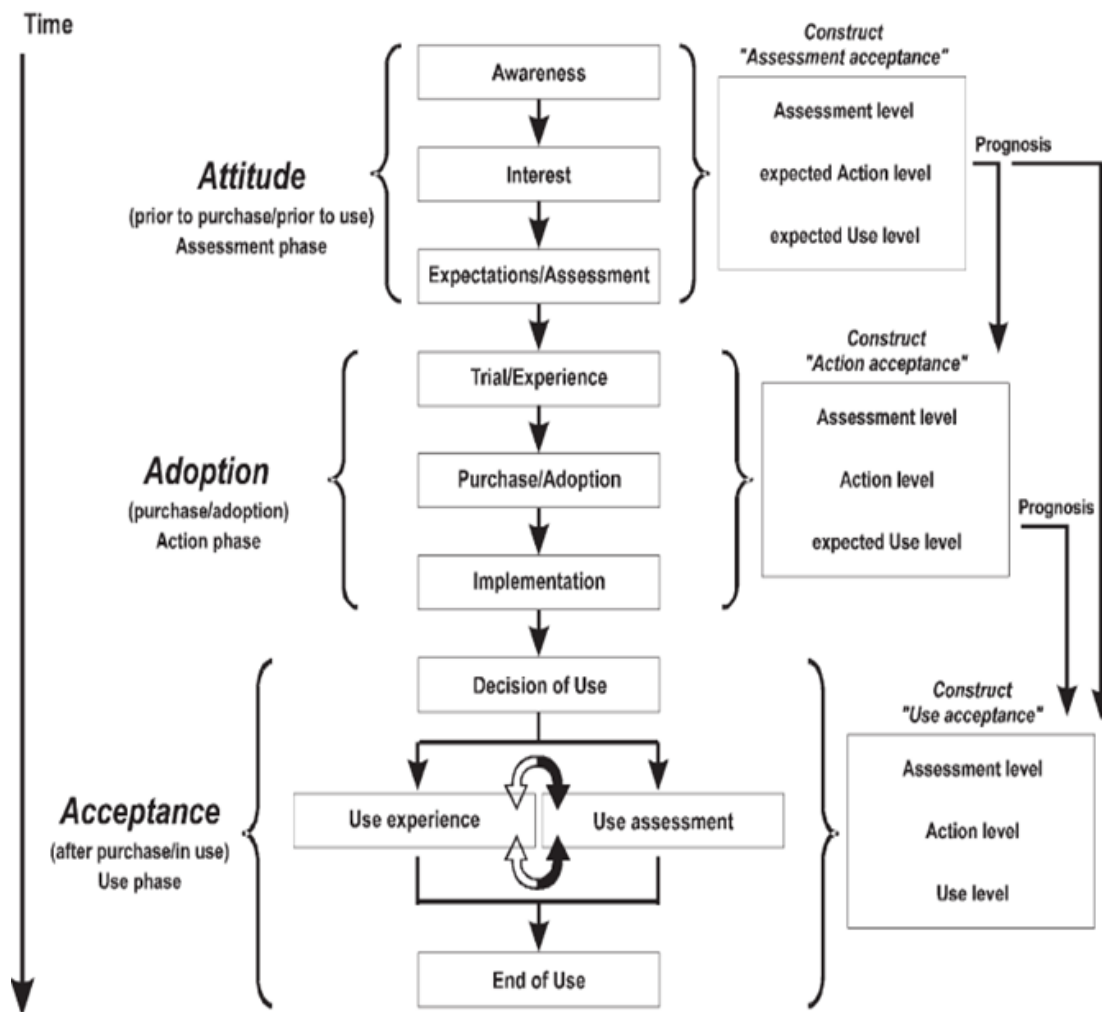 Time
Awareness
Interest
Expectations/Assessment
Attitude
(prior to purchase/prior to use)
Assessment phase
Construct
"Assessment acceptance"
Assessment level
expected Action level
expected Use level
Prognosis
Trial/Experience
Purchase/Adoption
Implementation
Adoption
(purchase/adoption)
Action phase
Construct
"Action acceptance"
Assessment level
Action level
expected Use level
Prognosis
Decision of Use
Use experience
Use assessment
End of Use
Acceptance
(after purchase/in use)
Use phase
Construct
"Use acceptance"
Assessment level
Action level
Use level